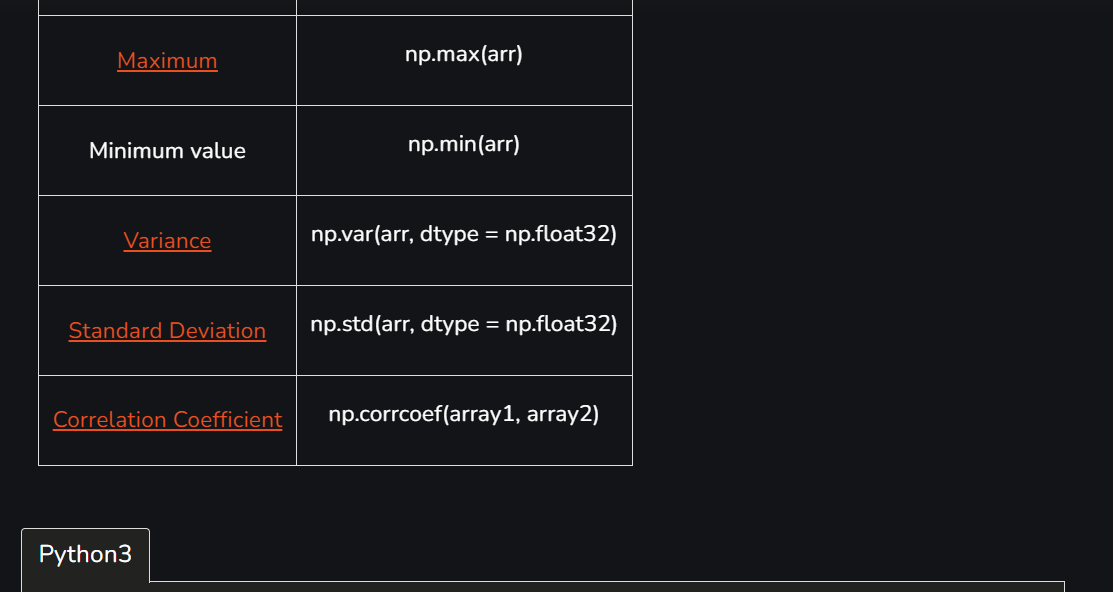 Maximum
np.max(arr)
Minimum value
np.min(arr)
Variance
np.var(arr, dtype = np.float32)
Standard Deviation
np.std(arr, dtype = np.float32)
Correlation Coefficient
np.corrcoef(array1, array2)
Python3